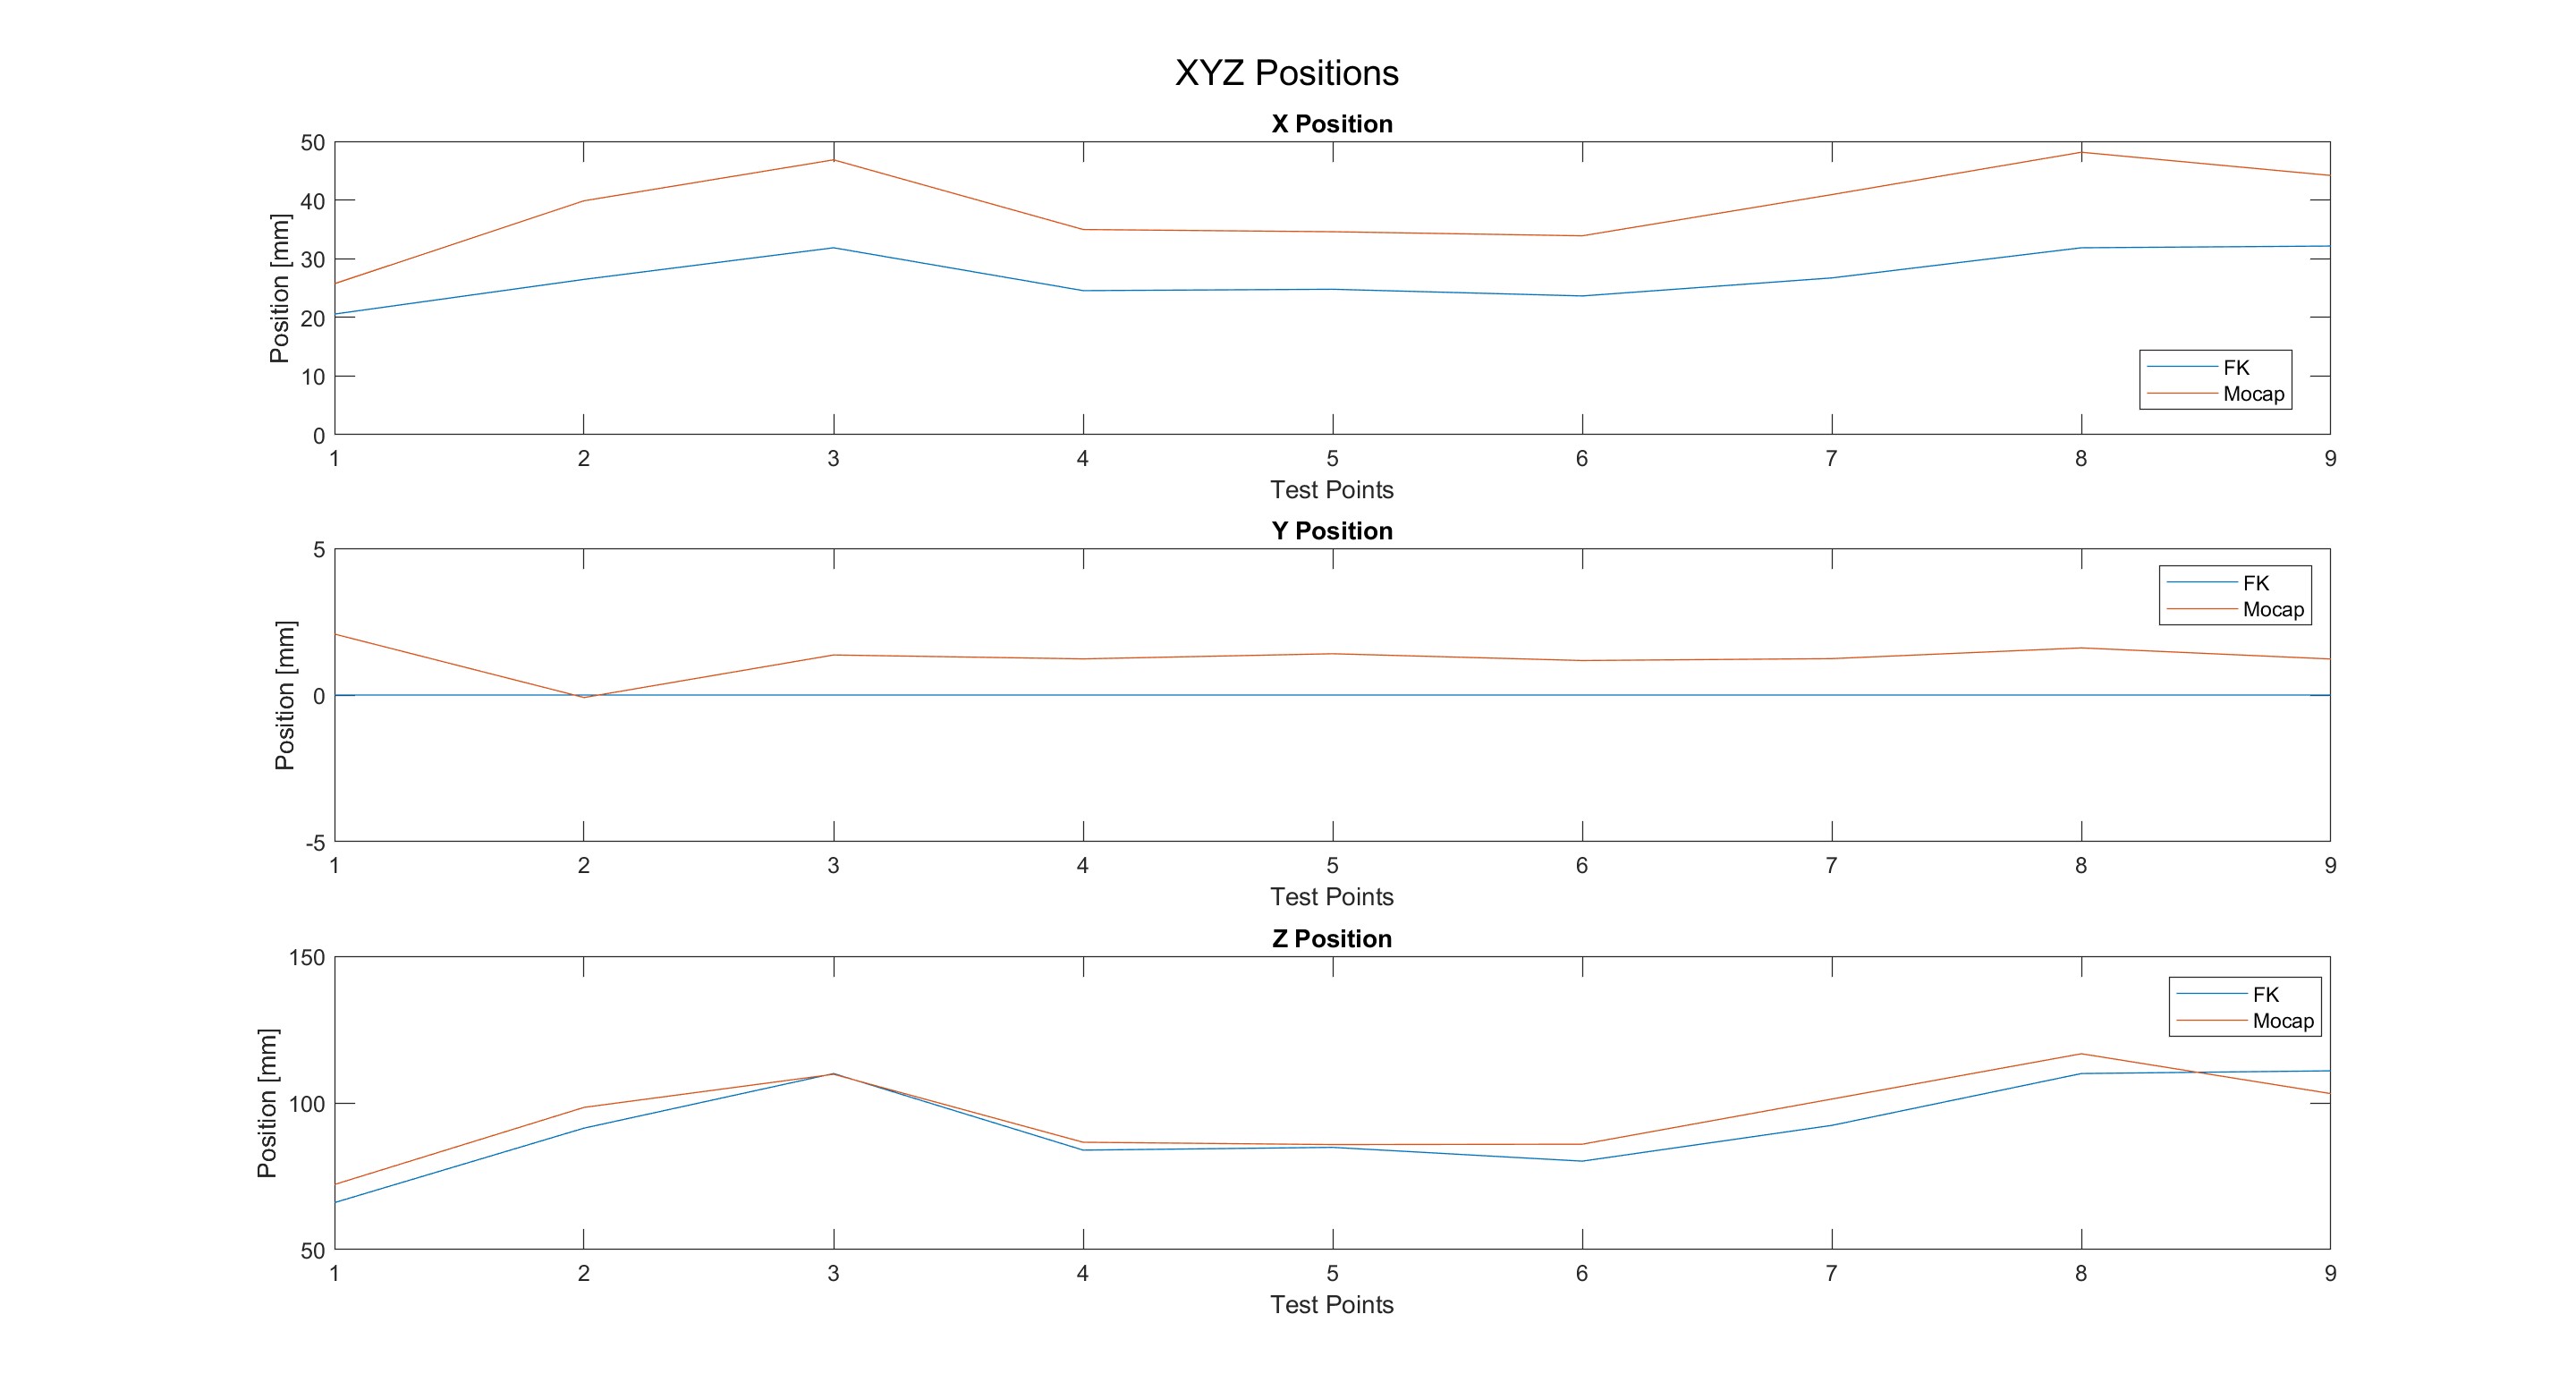 XYZ Positions
X Position
50
40
30
20
10
0
Position [mm]
FK
Mocap
1 2 3 4 5 6 7 8 9
Test Points
Y Position
5
0
-5
Position [mm]
FK
Mocap
1 2 3 4 5 6 7 8 9
Test Points
Z Position
150
100
50
Position [mm]
FK
Mocap
1 2 3 4 5 6 7 8 9
Test Points